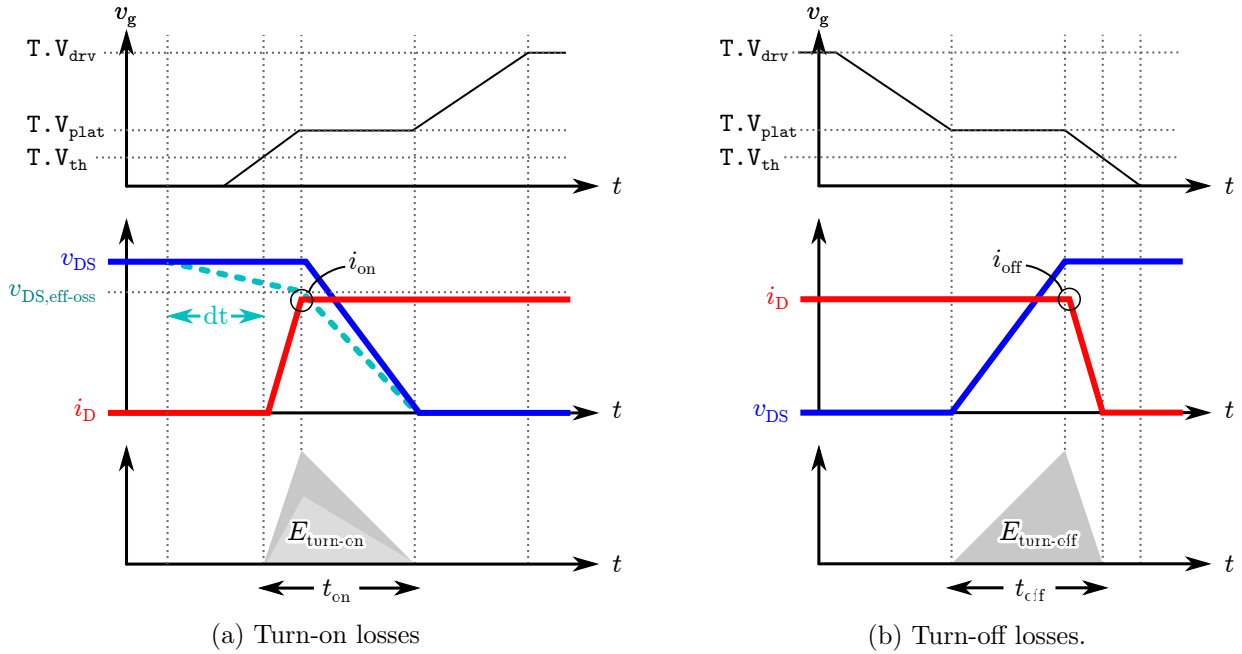 v_g
T.V_drv
T.V_plat
T.V_th
t
v_DS
i_on
v_DS,eff-oss
dt
i_D
t
E_turn-on
t
t_on
(a) Turn-on losses
v_g
T.V_drv
T.V_plat
T.V_th
t
i_off
i_D
v_DS
t
E_turn-off
t
t_off
(b) Turn-off losses.